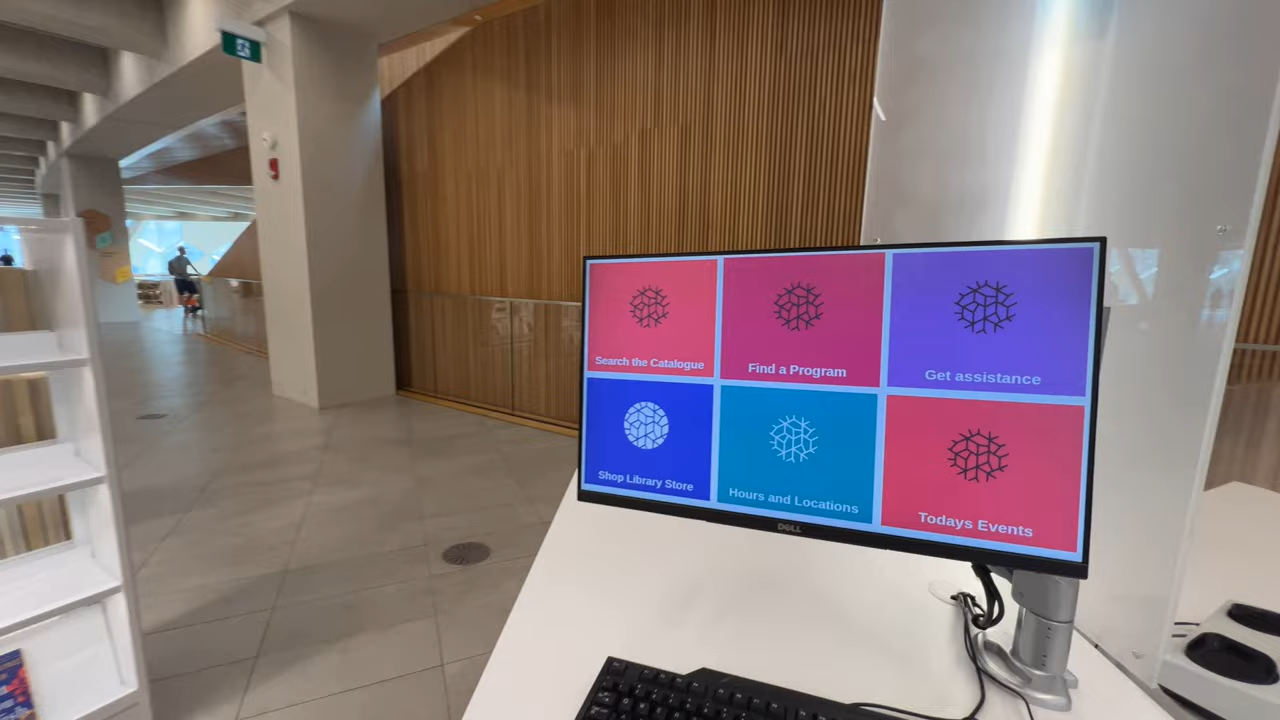 Search the Catalogue
Find a Program
Get assistance
Shop Library Store
Hours and Locations
Todays Events
DELL